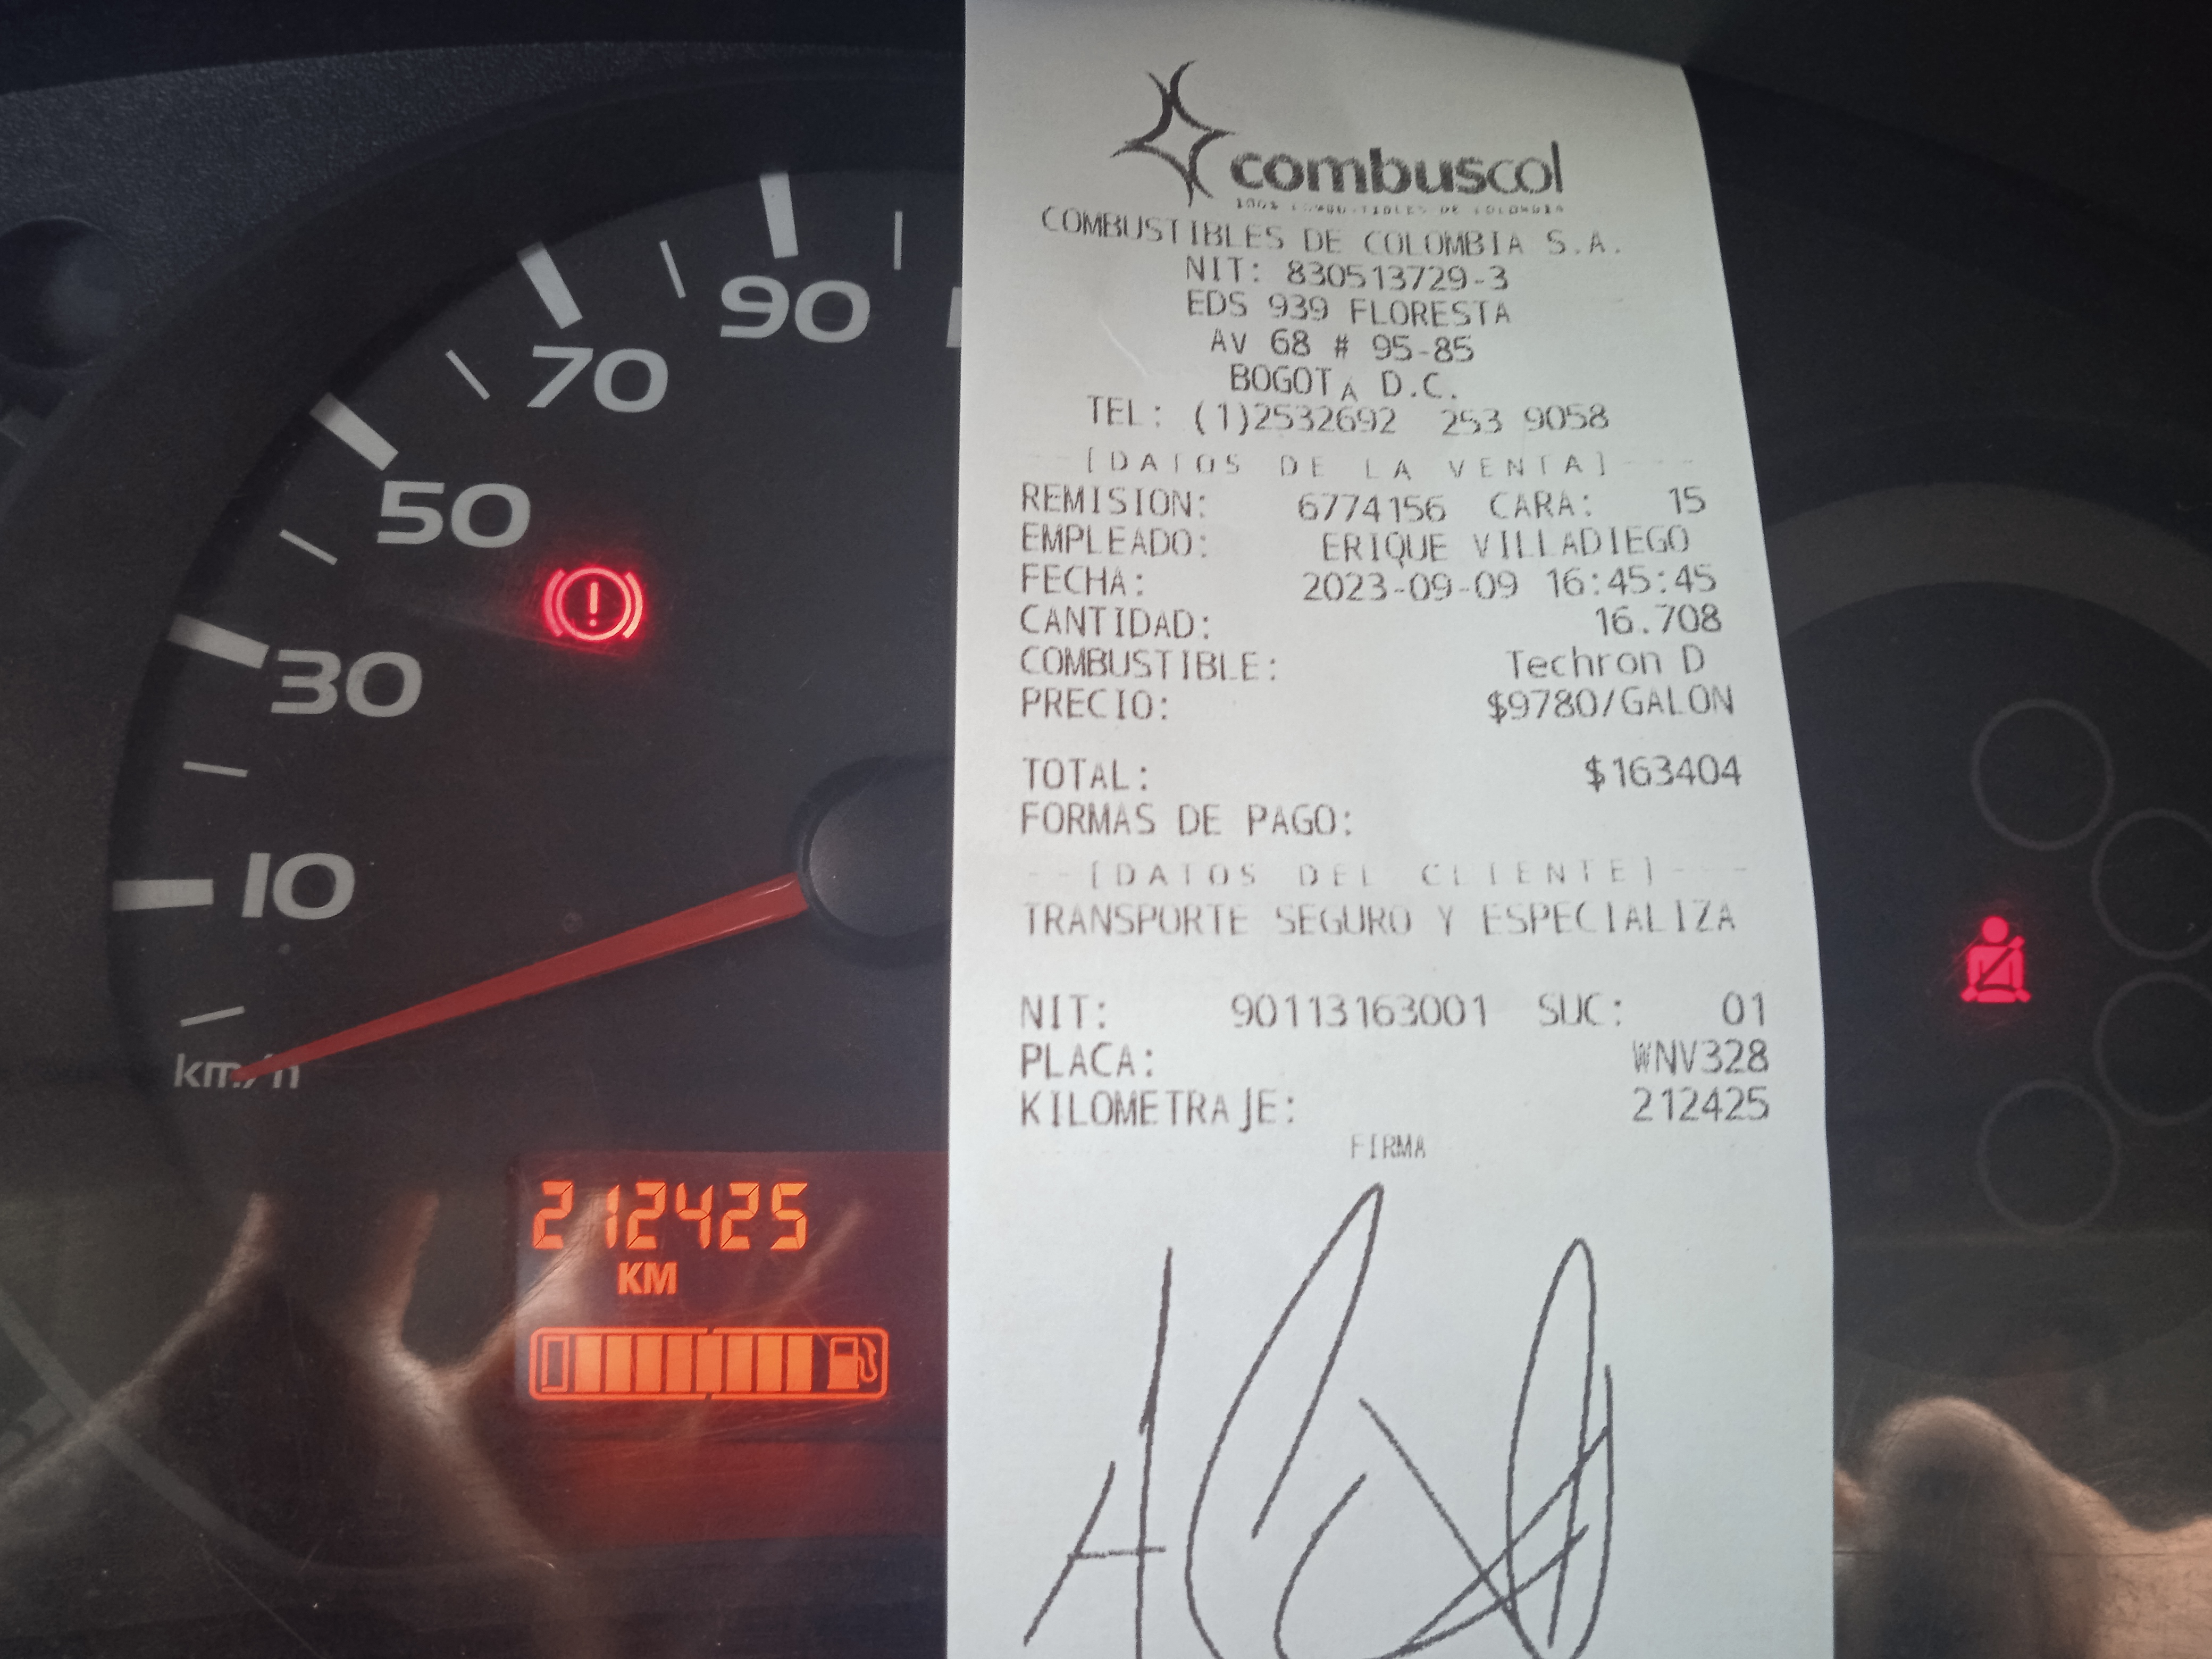 90
70
50
30
10
km/h
212425
KM
combuscol
COMBUSTIBLES DE COLOMBIA S.A.
NIT: 830513729-3
EDS 939 FLORESTA
AV 68 # 95-85
BOGOTA D.C.
TEL: (1)2532692 253 9058
--[DATOS DE LA VENTA]---
REMISION: 6774156 CARA: 15
EMPLEADO: ERIQUE VILLADIEGO
FECHA: 2023-09-09 16:45:45
CANTIDAD: 16.708
COMBUSTIBLE: Techron D
PRECIO: $9780/GALON
TOTAL: $163404
FORMAS DE PAGO:
--[DATOS DEL CLIENTE]---
TRANSPORTE SEGURO Y ESPECIALIZA
NIT: 90113163001 SUC: 01
PLACA: WNV328
KILOMETRAJE: 212425
FIRMA